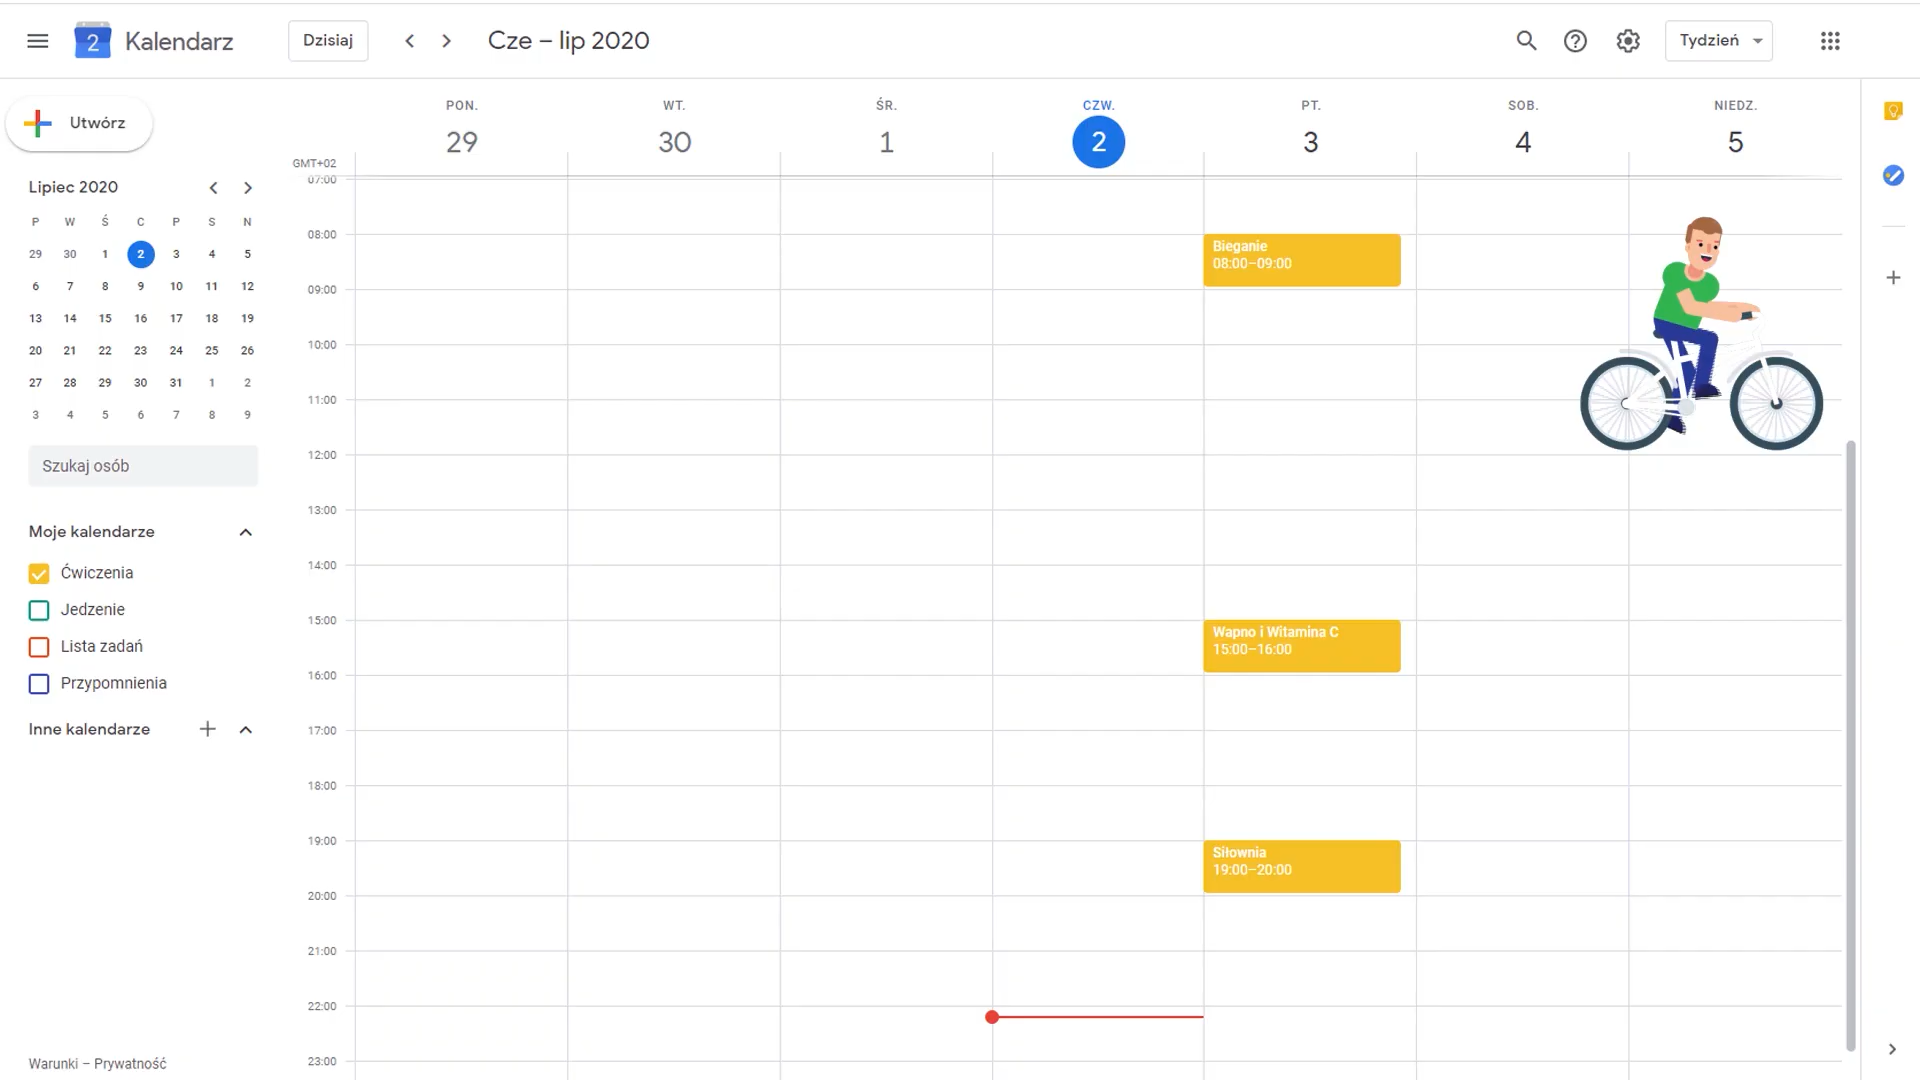 2 Kalendarz Dzisiaj Cze – lip 2020 Tydzień
Utwórz
Lipiec 2020
P W Ś C P S N
29 30 1 2 3 4 5
6 7 8 9 10 11 12
13 14 15 16 17 18 19
20 21 22 23 24 25 26
27 28 29 30 31 1 2
3 4 5 6 7 8 9
Szukaj osób
Moje kalendarze
Ćwiczenia
Jedzenie
Lista zadań
Przypomnienia
Inne kalendarze
Warunki – Prywatność
PON. WT. ŚR. CZW. PT. SOB. NIEDZ.
29 30 1 2 3 4 5
GMT+02
07:00
08:00
Bieganie
08:00–09:00
09:00
10:00
11:00
12:00
13:00
14:00
15:00
Wapno i Witamina C
15:00–16:00
16:00
17:00
18:00
19:00
Siłownia
19:00–20:00
20:00
21:00
22:00
23:00